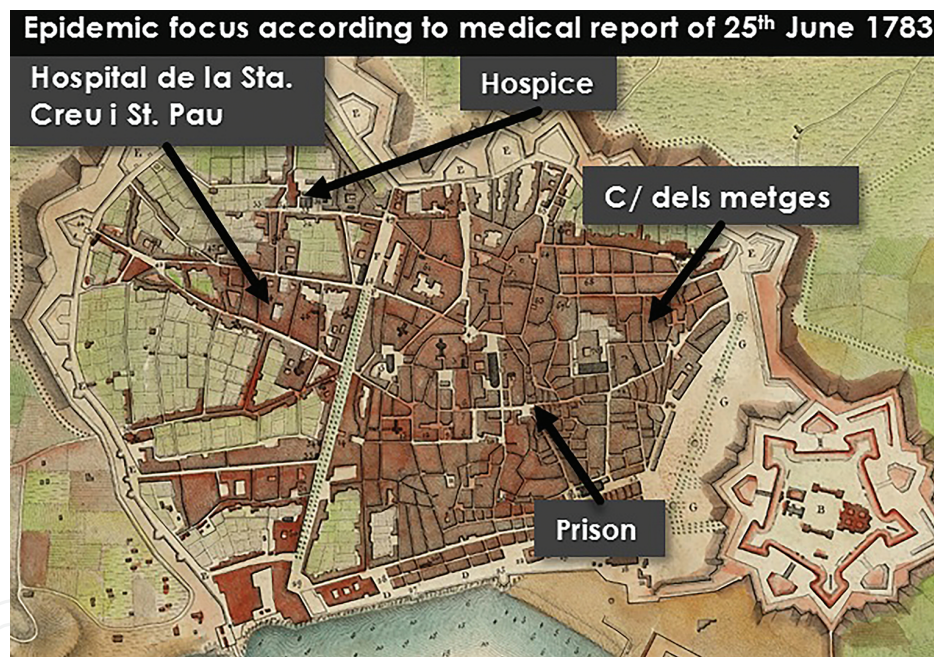 Epidemic focus according to medical report of 25th June 1783
Hospital de la Sta.
Creu i St. Pau
Hospice
C/ dels metges
Prison
E
E
E
E
E
G
G
G
G
B
D
D